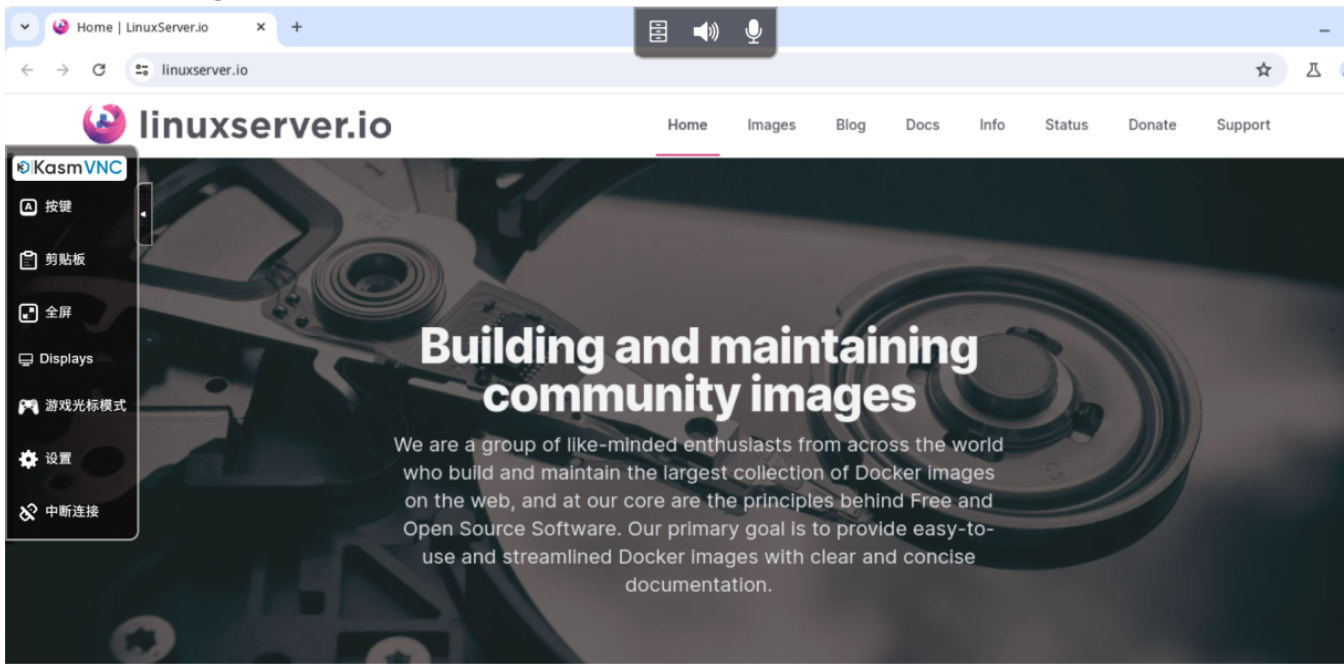 Home | LinuxServer.io
linuxserver.io
linuxserver.io
Home Images Blog Docs Info Status Donate Support
KasmVNC
按键
剪贴板
全屏
Displays
游戏光标模式
设置
中断连接
Building and maintaining
community images
We are a group of like-minded enthusiasts from across the world
who build and maintain the largest collection of Docker images
on the web, and at our core are the principles behind Free and
Open Source Software. Our primary goal is to provide easy-to-
use and streamlined Docker images with clear and concise
documentation.